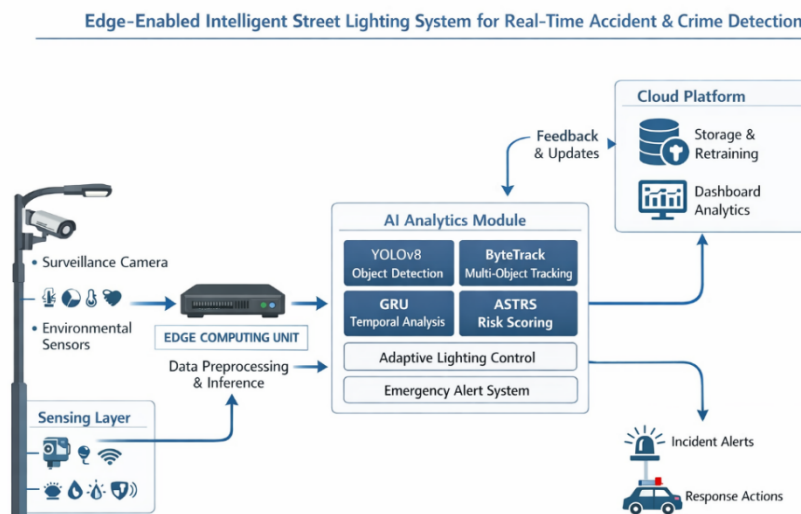 Edge-Enabled Intelligent Street Lighting System for Real-Time Accident & Crime Detection
Cloud Platform
Storage &
Retraining
Dashboard
Analytics
Feedback
& Updates
• Surveillance Camera
• Environmental
Sensors
EDGE COMPUTING UNIT
Data Preprocessing
& Inference
Sensing Layer
AI Analytics Module
YOLOv8
Object Detection
ByteTrack
Multi-Object Tracking
GRU
Temporal Analysis
ASTRS
Risk Scoring
Adaptive Lighting Control
Emergency Alert System
Incident Alerts
Response Actions